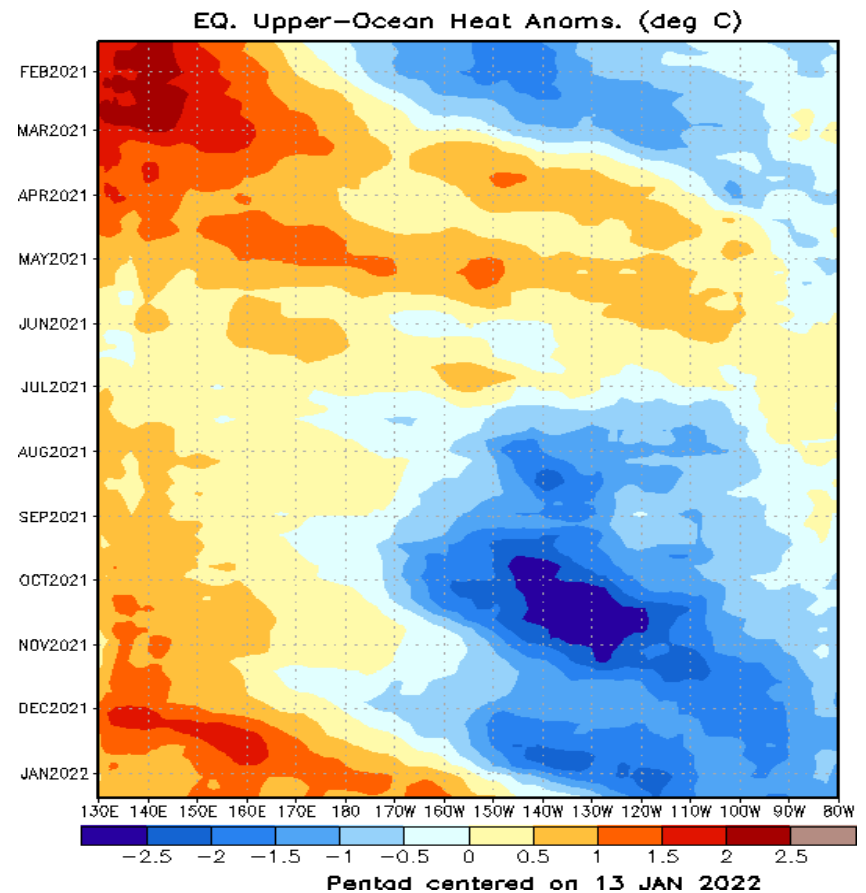 EQ. Upper-Ocean Heat Anoms. (deg C)
FEB2021
MAR2021
APR2021
MAY2021
JUN2021
JUL2021
AUG2021
SEP2021
OCT2021
NOV2021
DEC2021
JAN2022
130E 140E 150E 160E 170E 180 170W 160W 150W 140W 130W 120W 110W 100W 80W
-2.5 -2 -1.5 -1 -0.5 0 0.5 1 1.5 2 2.5
Pentad centered on 13 JAN 2022